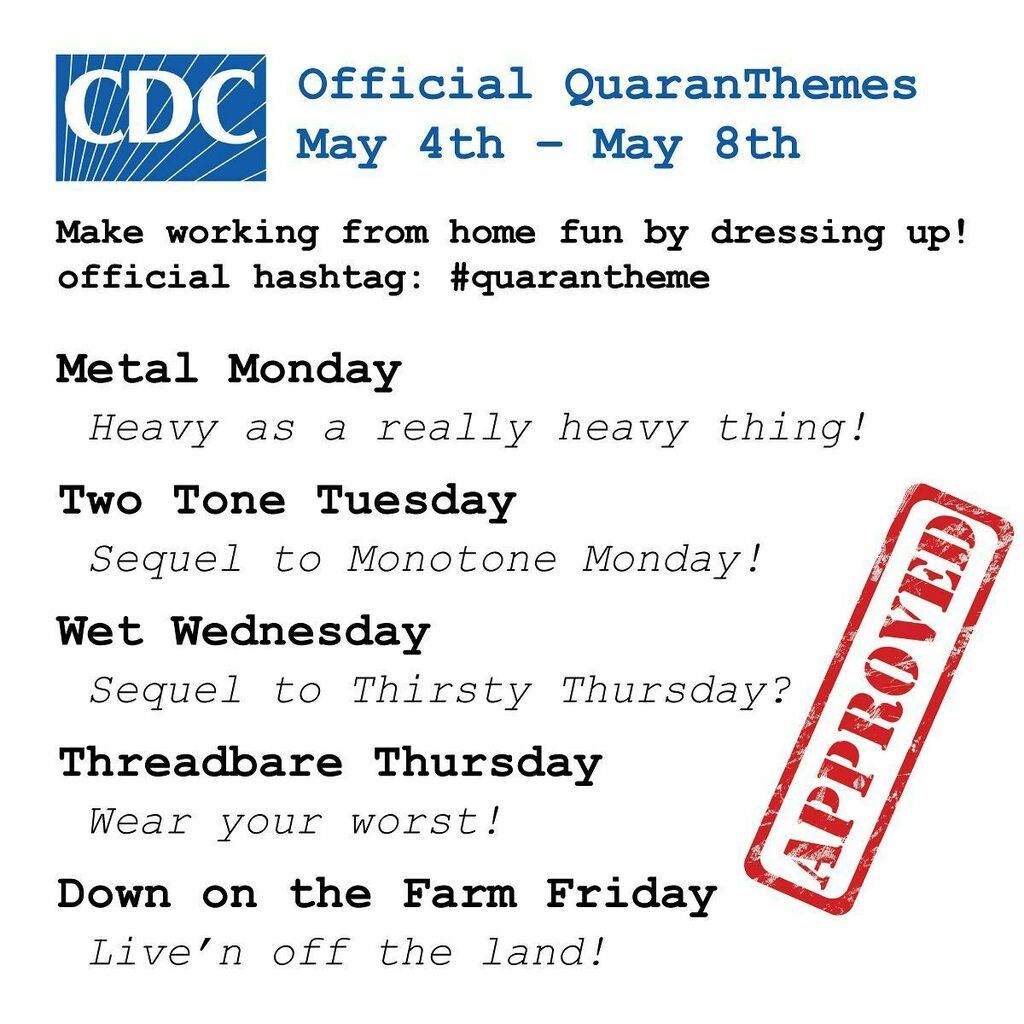 CDC
Official QuaranThemes
May 4th – May 8th
Make working from home fun by dressing up!
official hashtag: #quarantheme
Metal Monday
Heavy as a really heavy thing!
Two Tone Tuesday
Sequel to Monotone Monday!
Wet Wednesday
Sequel to Thirsty Thursday?
Threadbare Thursday
Wear your worst!
Down on the Farm Friday
Live’n off the land!
APPROVED